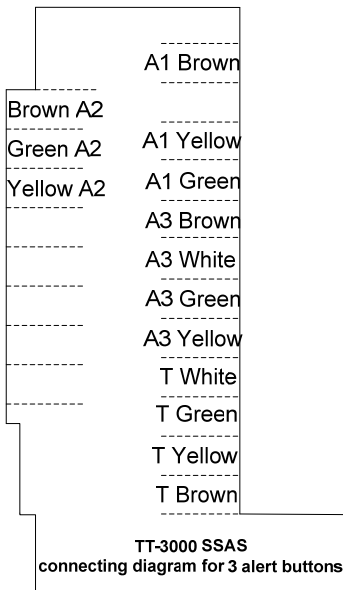 A1 Brown
Brown A2
Green A2
Yellow A2
A1 Yellow
A1 Green
A3 Brown
A3 White
A3 Green
A3 Yellow
T White
T Green
T Yellow
T Brown
TT-3000 SSAS
connecting diagram for 3 alert buttons